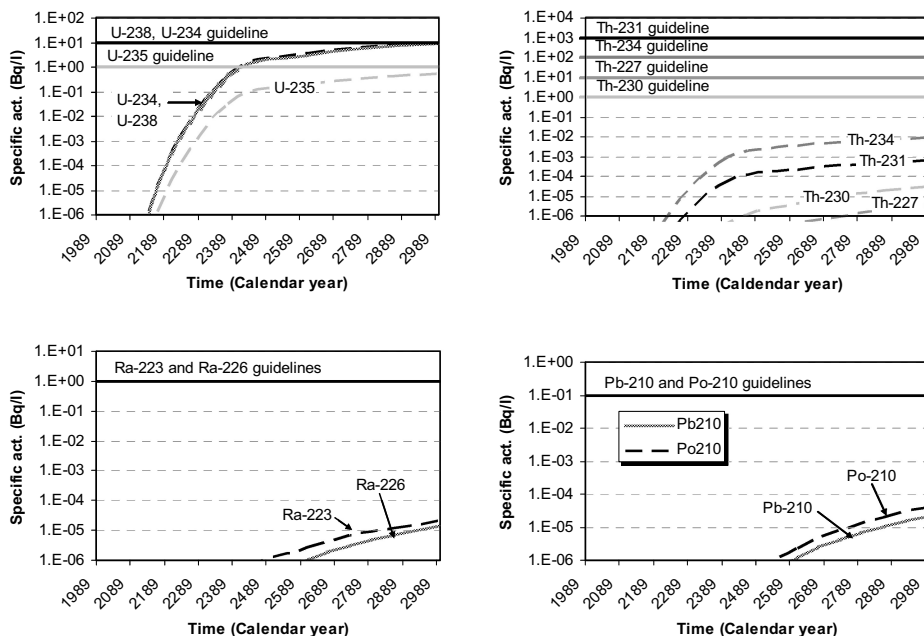 1.E+02
1.E+01
1.E+00
1.E-01
1.E-02
1.E-03
1.E-04
1.E-05
1.E-06
Specific act. (Bq/l)
U-238, U-234 guideline
U-235 guideline
U-234,
U-238
U-235
1989
2089
2189
2289
2389
2489
2589
2689
2789
2889
2989
Time (Calendar year)
1.E+04
1.E+03
1.E+02
1.E+01
1.E+00
1.E-01
1.E-02
1.E-03
1.E-04
1.E-05
1.E-06
Specific act. (Bq/l)
Th-231 guideline
Th-234 guideline
Th-227 guideline
Th-230 guideline
Th-234
Th-231
Th-230
Th-227
1989
2089
2189
2289
2389
2489
2589
2689
2789
2889
2989
Time (Caldendar year)
1.E+01
1.E+00
1.E-01
1.E-02
1.E-03
1.E-04
1.E-05
1.E-06
Specific act. (Bq/l)
Ra-223 and Ra-226 guidelines
Ra-226
Ra-223
1989
2089
2189
2289
2389
2489
2589
2689
2789
2889
2989
Time (Calendar year)
1.E+00
1.E-01
1.E-02
1.E-03
1.E-04
1.E-05
1.E-06
Specific act. (Bq/l)
Pb-210 and Po-210 guidelines
Pb210
Po210
Po-210
Pb-210
1989
2089
2189
2289
2389
2489
2589
2689
2789
2889
2989
Time (Calendar year)